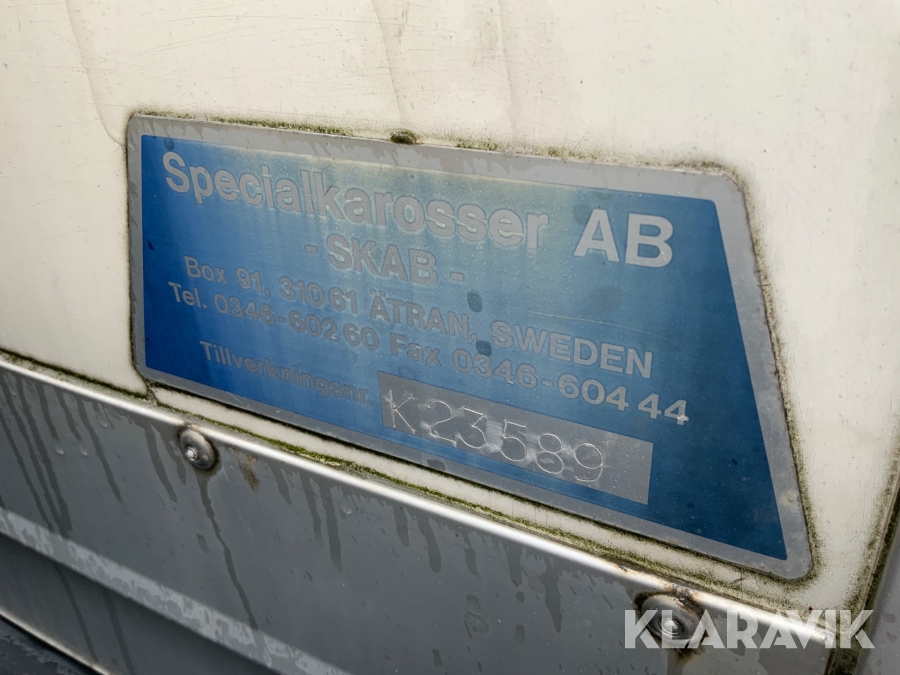 Specialkarosser AB
- SKAB -
Box 91, 310 61 ÄTRAN, SWEDEN
Tel. 0346-602 60 Fax 0346-604 44
Tillverkningsnr. K23589
KLARAVIK